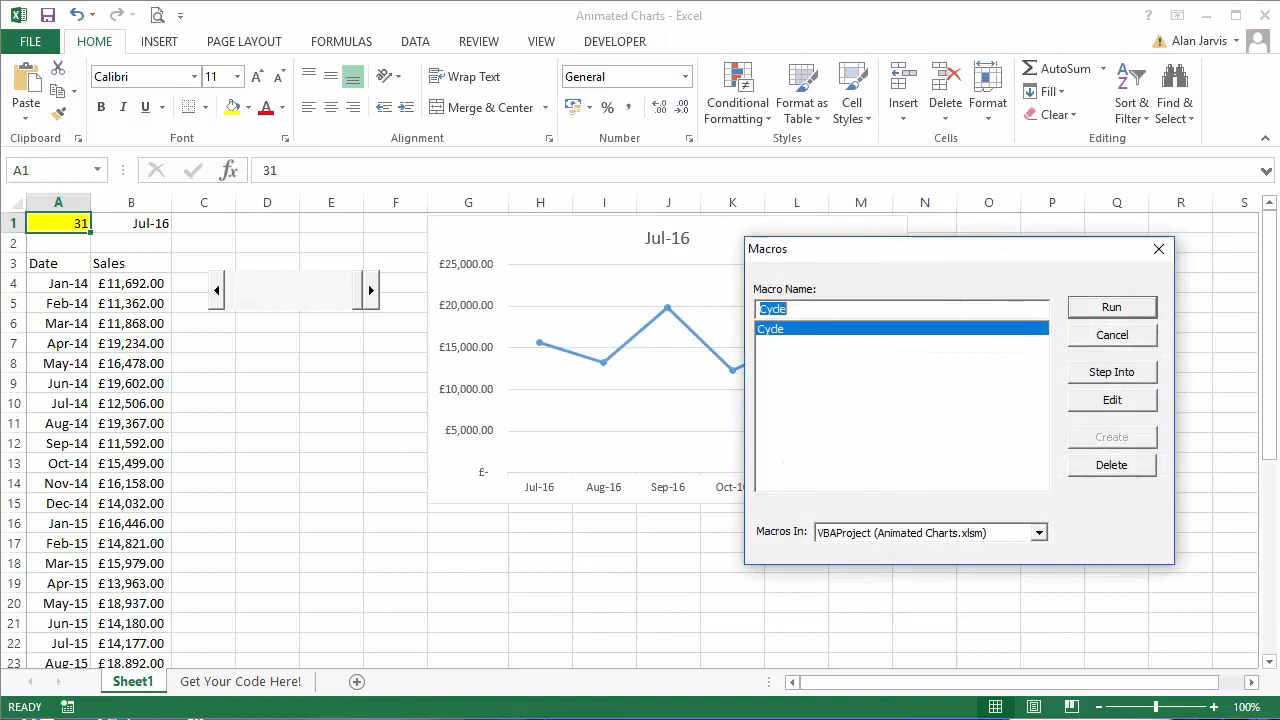 Animated Charts - Excel
?
FILE HOME INSERT PAGE LAYOUT FORMULAS DATA REVIEW VIEW DEVELOPER Alan Jarvis
Paste
Calibri 11
B I U A
Wrap Text
Merge & Center
General
% ,
Conditional Formatting
Format as Table
Cell Styles
Insert
Delete
Format
AutoSum
Fill
Clear
Sort & Filter
Find & Select
Clipboard Font Alignment Number Styles Cells Editing
A1 fx 31
A B C D E F G H I J K L M N O P Q R S
1 31 Jul-16
2
3 Date Sales
4 Jan-14 £11,692.00
5 Feb-14 £11,362.00
6 Mar-14 £11,868.00
7 Apr-14 £19,234.00
8 May-14 £16,478.00
9 Jun-14 £19,602.00
10 Jul-14 £12,506.00
11 Aug-14 £19,367.00
12 Sep-14 £11,592.00
13 Oct-14 £15,499.00
14 Nov-14 £16,158.00
15 Dec-14 £14,032.00
16 Jan-15 £16,446.00
17 Feb-15 £14,821.00
18 Mar-15 £15,979.00
19 Apr-15 £13,963.00
20 May-15 £18,937.00
21 Jun-15 £14,180.00
22 Jul-15 £14,177.00
23 Aug-15 £18,892.00
Jul-16
£25,000.00
£20,000.00
£15,000.00
£10,000.00
£5,000.00
£-
Jul-16 Aug-16 Sep-16 Oct-1
Macros
Macro Name:
Cycle
Cycle
Run
Cancel
Step Into
Edit
Create
Delete
Macros In: VBAProject (Animated Charts.xlsm)
Sheet1 Get Your Code Here!
READY 100%